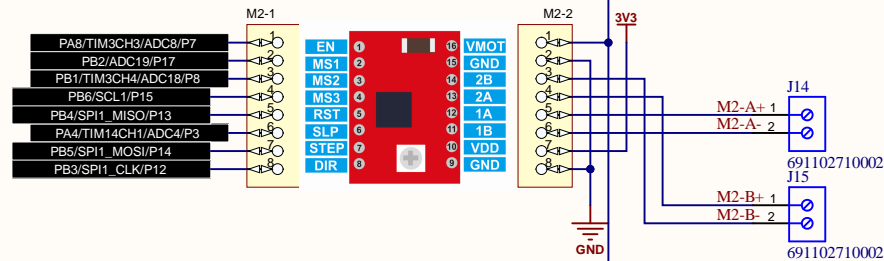 M2-1
M2-2
3V3
PA8/TIM3CH3/ADC8/P7
PB2/ADC19/P17
PB1/TIM3CH4/ADC18/P8
PB6/SCL1/P15
PB4/SPI1_MISO/P13
PA4/TIM14CH1/ADC4/P3
PB5/SPI1_MOSI/P14
PB3/SPI1_CLK/P12
1
2
3
4
5
6
7
8
EN
MS1
MS2
MS3
RST
SLP
STEP
DIR
1
2
3
4
5
6
7
8
16
15
14
13
12
11
10
9
VMOT
GND
2B
2A
1A
1B
VDD
GND
1
2
3
4
5
6
7
8
GND
J14
M2-A+ 1
M2-A- 2
691102710002
J15
M2-B+ 1
M2-B- 2
691102710002